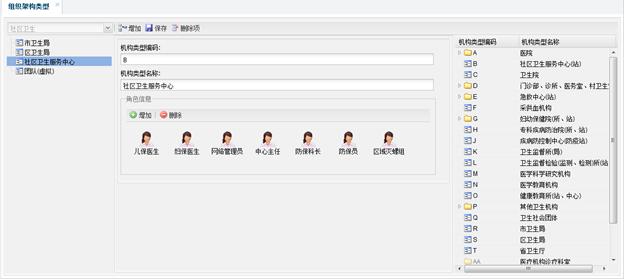 组织架构类型
社区卫生
增加 保存 删除项
市卫生局
区卫生局
社区卫生服务中心
团队(虚拟)
机构类型编码:
B
机构类型名称:
社区卫生服务中心
角色信息
增加 删除
儿保医生 妇保医生 网络管理员 中心主任 防保科长 防保员 区域灭螺组
机构类型编码 机构类型名称
A 医院
B 社区卫生服务中心(站)
C 卫生院
D 门诊部、诊所、医务室、村卫生
E 急救中心(站)
F 采供血机构
G 妇幼保健院(所、站)
H 专科疾病防治院(所、站)
J 疾病防控制中心(防疫站)
K 卫生监督所(局)
L 卫生监督检验(监测、检测)所(站
M 医学科学研究机构
N 医学教育机构
O 健康教育所(站、中心)
P 其他卫生机构
Q 卫生社会团体
R 市卫生局
S 区卫生局
T 省卫生厅
AA 医疗机构诊疗科室